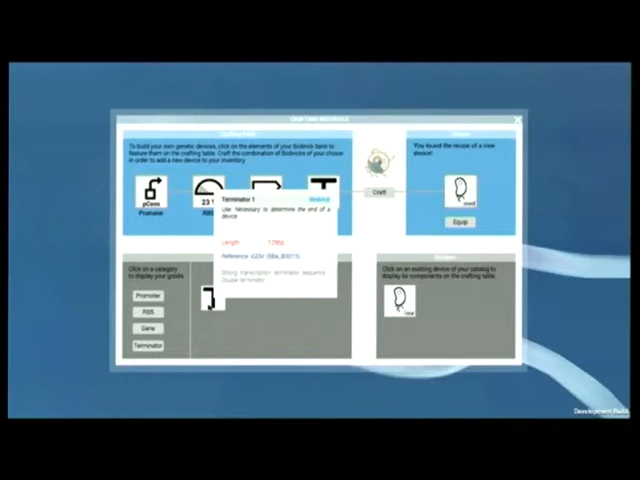 CRAFTING INTERFACE
To build your own genetic devices, click on the elements of your Biobrick bank to
feature them on the crafting table. Craft the combination of Biobricks of your choice
in order to add a new device to your inventory.
You found the recipe of a new
device!
pCons
Promoter
RBS
Craft
Equip
Terminator 1
Biobrick
Use: Necessary to determine the end of a
device
Length
129bp
Reference iGEM (BBa_B0015)
Strong transcription terminator sequence.
Double terminator.
Click on a category
to display your goods.
Promoter
RBS
Gene
Terminator
Click on an existing device of your catalog to
display its components on the crafting table.
Development Build